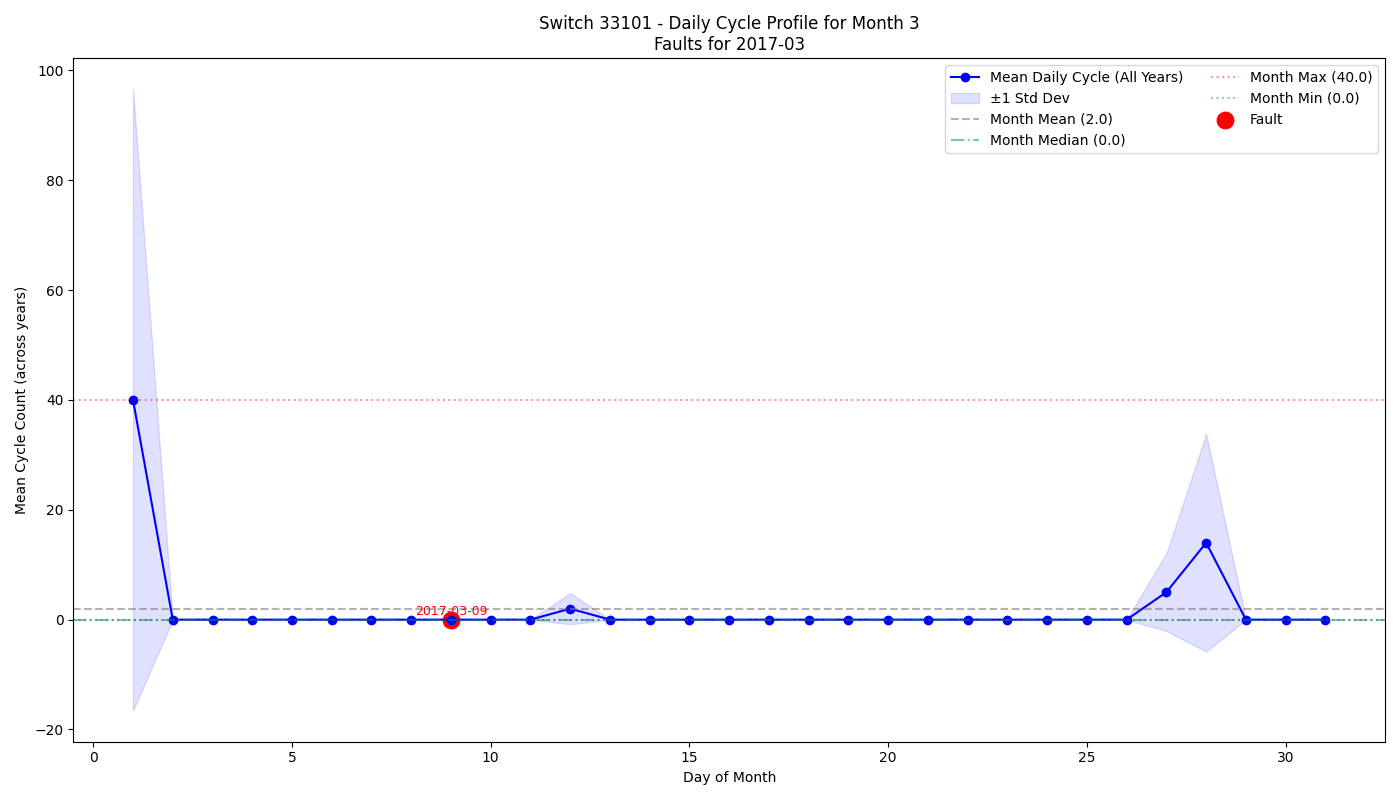 Switch 33101 - Daily Cycle Profile for Month 3
Faults for 2017-03
Mean Cycle Count (across years)
100
80
60
40
20
0
−20
Mean Daily Cycle (All Years)
±1 Std Dev
Month Mean (2.0)
Month Median (0.0)
Month Max (40.0)
Month Min (0.0)
Fault
2017-03-09
0
5
10
15
20
25
30
Day of Month